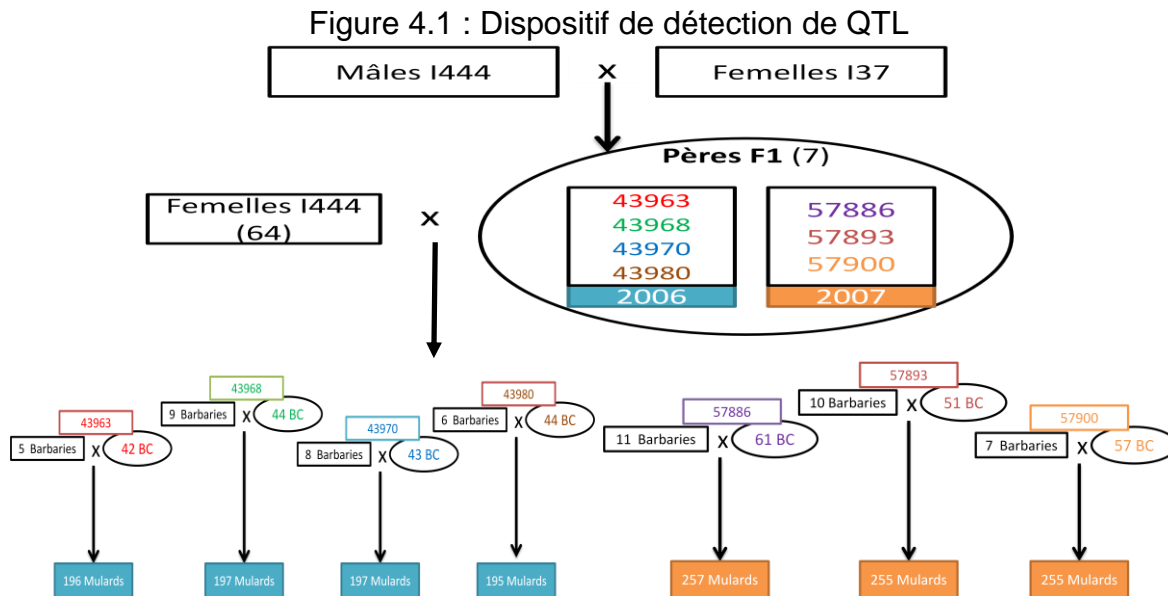 Figure 4.1 : Dispositif de détection de QTL
Mâles I444 x Femelles I37
Pères F1 (7)
43963
43968
43970
43980
2006
57886
57893
57900
2007
Femelles I444
(64)
x
43963
5 Barbaries X 42 BC
196 Mulards
43968
9 Barbaries X 44 BC
197 Mulards
43970
8 Barbaries X 43 BC
197 Mulards
43980
6 Barbaries X 44 BC
195 Mulards
57886
11 Barbaries X 61 BC
257 Mulards
57893
10 Barbaries X 51 BC
255 Mulards
57900
7 Barbaries X 57 BC
255 Mulards